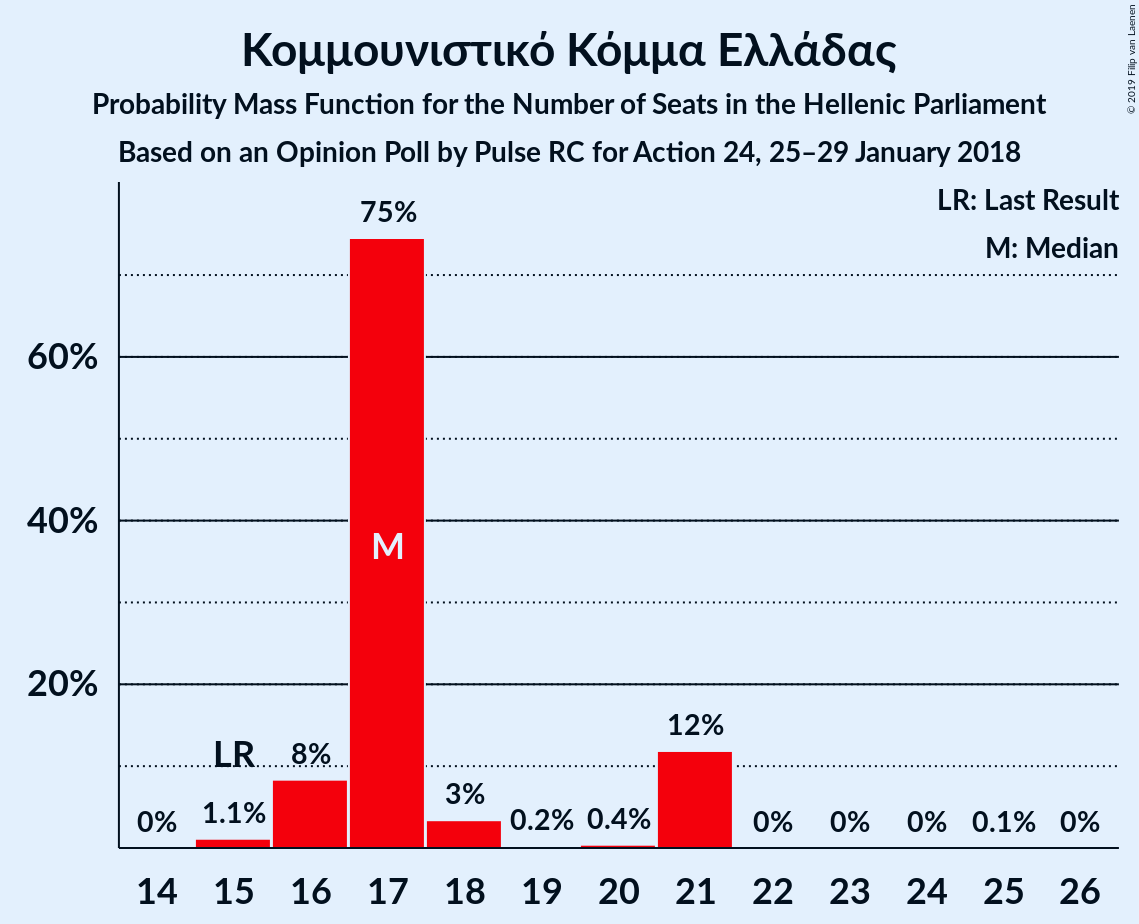 Κομμουνιστικό Κόμμα Ελλάδας
Probability Mass Function for the Number of Seats in the Hellenic Parliament
Based on an Opinion Poll by Pulse RC for Action 24, 25–29 January 2018
© 2019 Filip van Laenen
LR: Last Result
M: Median
75%
60%
40%
M
20%
12%
LR
8%
3%
0%
1.1%
0.2%
0.4%
0%
0%
0%
0.1%
0%
14 15 16 17 18 19 20 21 22 23 24 25 26